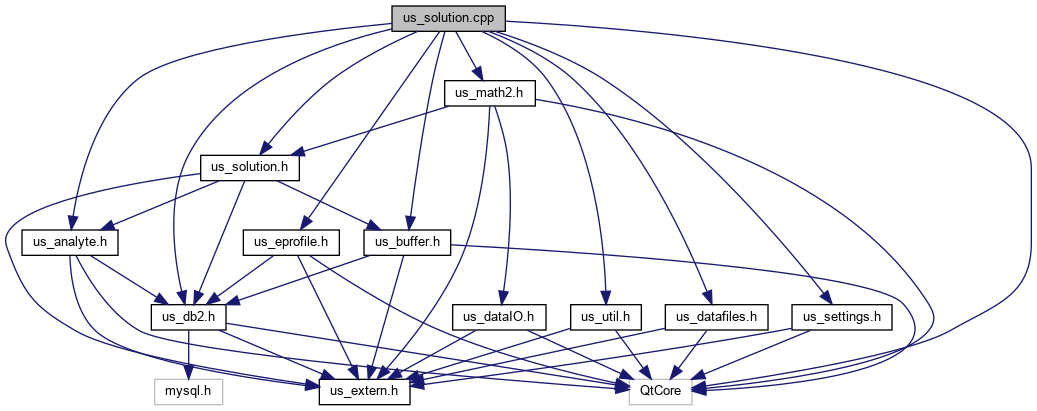 us_solution.cpp
us_math2.h
us_solution.h
us_analyte.h
us_eprofile.h
us_buffer.h
us_db2.h
us_dataIO.h
us_util.h
us_datafiles.h
us_settings.h
mysql.h
us_extern.h
QtCore